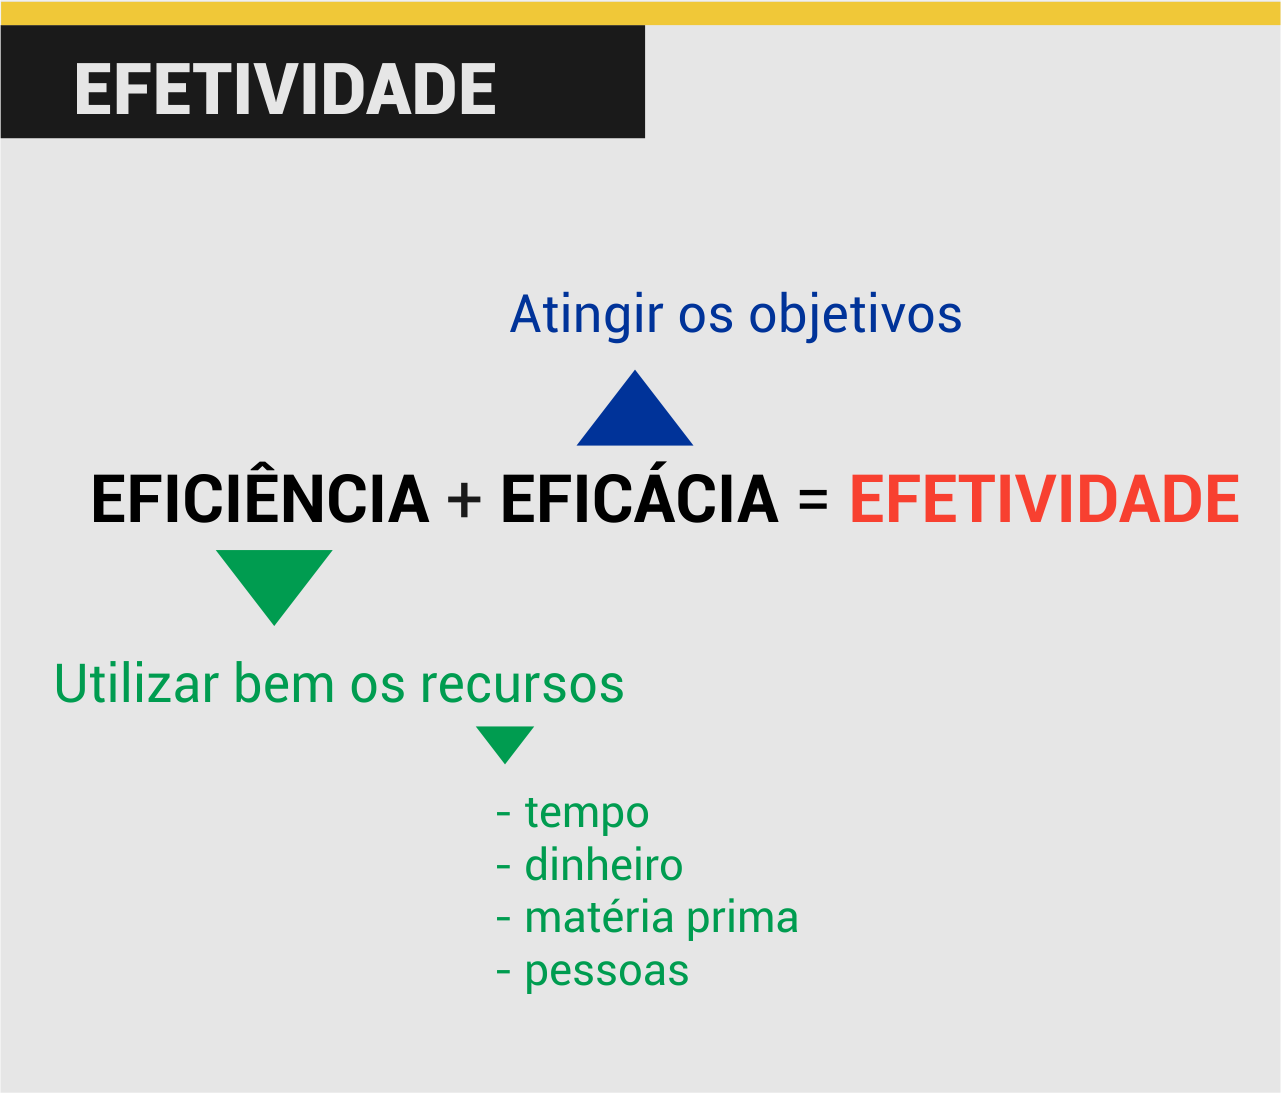 EFETIVIDADE
Atingir os objetivos
EFICIÊNCIA + EFICÁCIA = EFETIVIDADE
Utilizar bem os recursos
- tempo
- dinheiro
- matéria prima
- pessoas